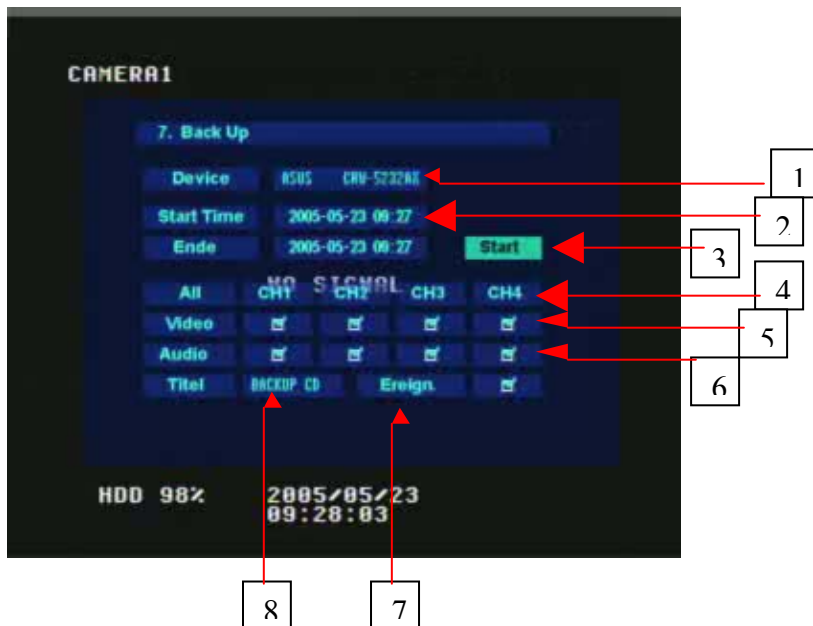 CAMERA1
7. Back Up
Device ASUS CRW-5232AX 1
Start Time 2005-05-23 09:27 2
Ende 2005-05-23 09:27 Start 3
NO SIGNAL
All CH1 CH2 CH3 CH4 4
Video 5
Audio 6
Titel BACKUP CD Ereign.
HDD 98% 2005/05/23
09:28:03
8 7